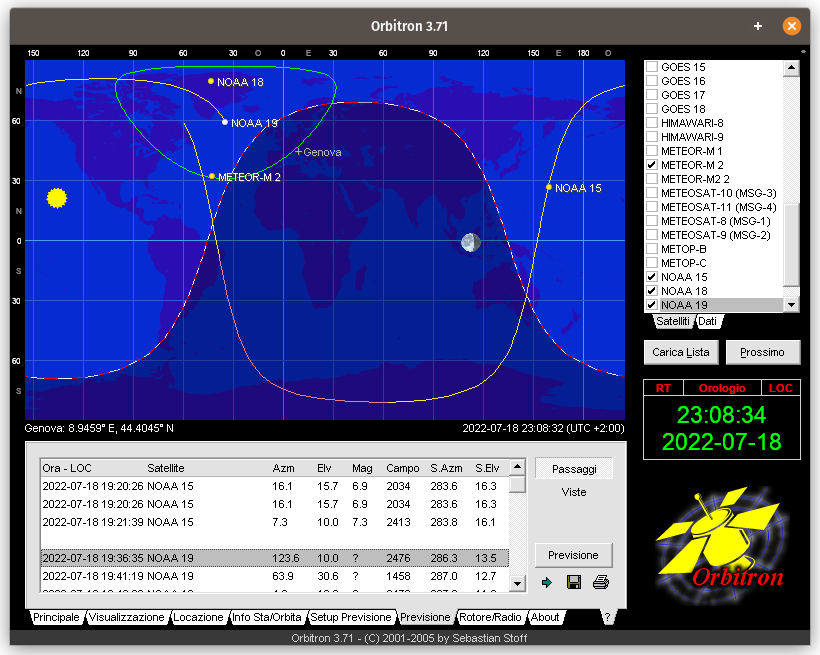 Orbitron 3.71
150 120 90 60 30 O 0 E 30 60 90 120 150 E 180 O
N
60
30
N
0
S
30
60
S
NOAA 18
NOAA 19
+Genova
METEOR-M 2
NOAA 15
Genova: 8.9459° E, 44.4045° N
2022-07-18 23:08:32 (UTC +2:00)
GOES 15
GOES 16
GOES 17
GOES 18
HIMAWARI-8
HIMAWARI-9
METEOR-M 1
METEOR-M 2
METEOR-M2 2
METEOSAT-10 (MSG-3)
METEOSAT-11 (MSG-4)
METEOSAT-8 (MSG-1)
METEOSAT-9 (MSG-2)
METOP-B
METOP-C
NOAA 15
NOAA 18
NOAA 19
Satelliti Dati
Carica Lista Prossimo
RT Orologio LOC
23:08:34
2022-07-18
Orbitron
Ora - LOC Satellite Azm Elv Mag Campo S.Azm S.Elv
2022-07-18 19:20:26 NOAA 15 16.1 15.7 6.9 2034 283.6 16.3
2022-07-18 19:20:26 NOAA 15 16.1 15.7 6.9 2034 283.6 16.3
2022-07-18 19:21:39 NOAA 15 7.3 10.0 7.3 2413 283.8 16.1
2022-07-18 19:36:35 NOAA 19 123.6 10.0 ? 2476 286.3 13.5
2022-07-18 19:41:19 NOAA 19 63.9 30.6 ? 1458 287.0 12.7
Passaggi
Viste
Previsione
Principale Visualizzazione Locazione Info Sta/Orbita Setup Previsione Previsione Rotore/Radio About ?
Orbitron 3.71 - (C) 2001-2005 by Sebastian Stoff